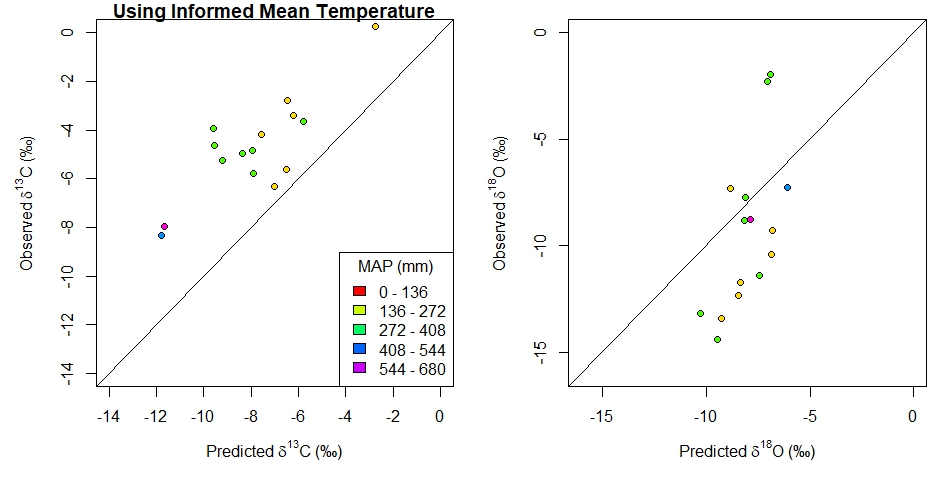 Using Informed Mean Temperature
0
-2
-4
-6
-8
-10
-12
-14
Observed δ13C (‰)
-14 -12 -10 -8 -6 -4 -2 0
Predicted δ13C (‰)
MAP (mm)
0 - 136
136 - 272
272 - 408
408 - 544
544 - 680
0
-5
-10
-15
Observed δ18O (‰)
-15 -10 -5 0
Predicted δ18O (‰)